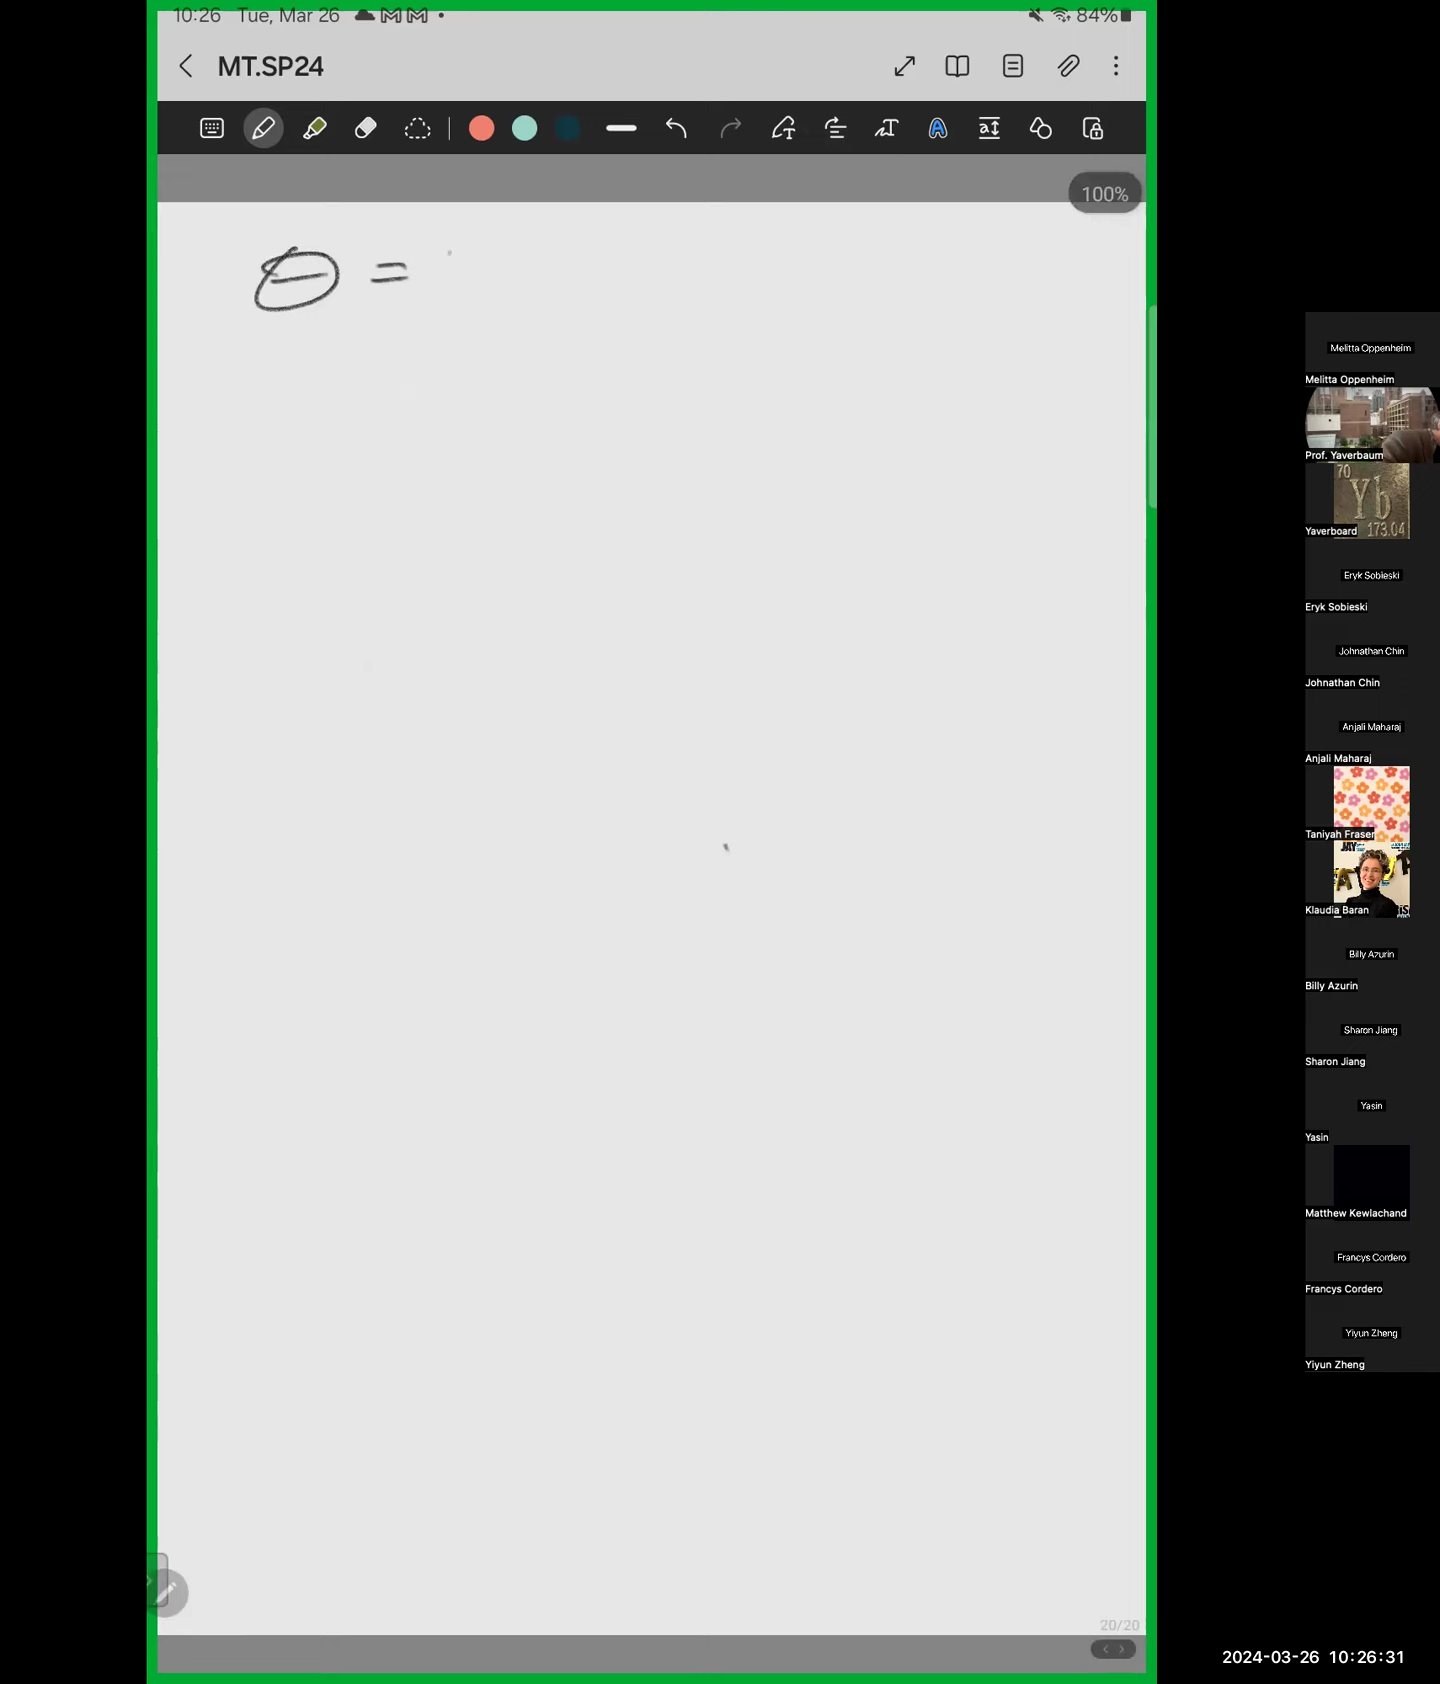 10:26 Tue, Mar 26
84%
MT.SP24
100%
Θ =
20/20
Melitta Oppenheim
Melitta Oppenheim
Prof. Yaverbaum
70
Yb
173.04
Yaverboard
Eryk Sobieski
Eryk Sobieski
Johnathan Chin
Johnathan Chin
Anjali Maharaj
Anjali Maharaj
Taniyah Fraser
JAY
Klaudia Baran
Billy Azurin
Billy Azurin
Sharon Jiang
Sharon Jiang
Yasin
Yasin
Matthew Kewlachand
Francys Cordero
Francys Cordero
Yiyun Zheng
Yiyun Zheng
2024-03-26 10:26:31